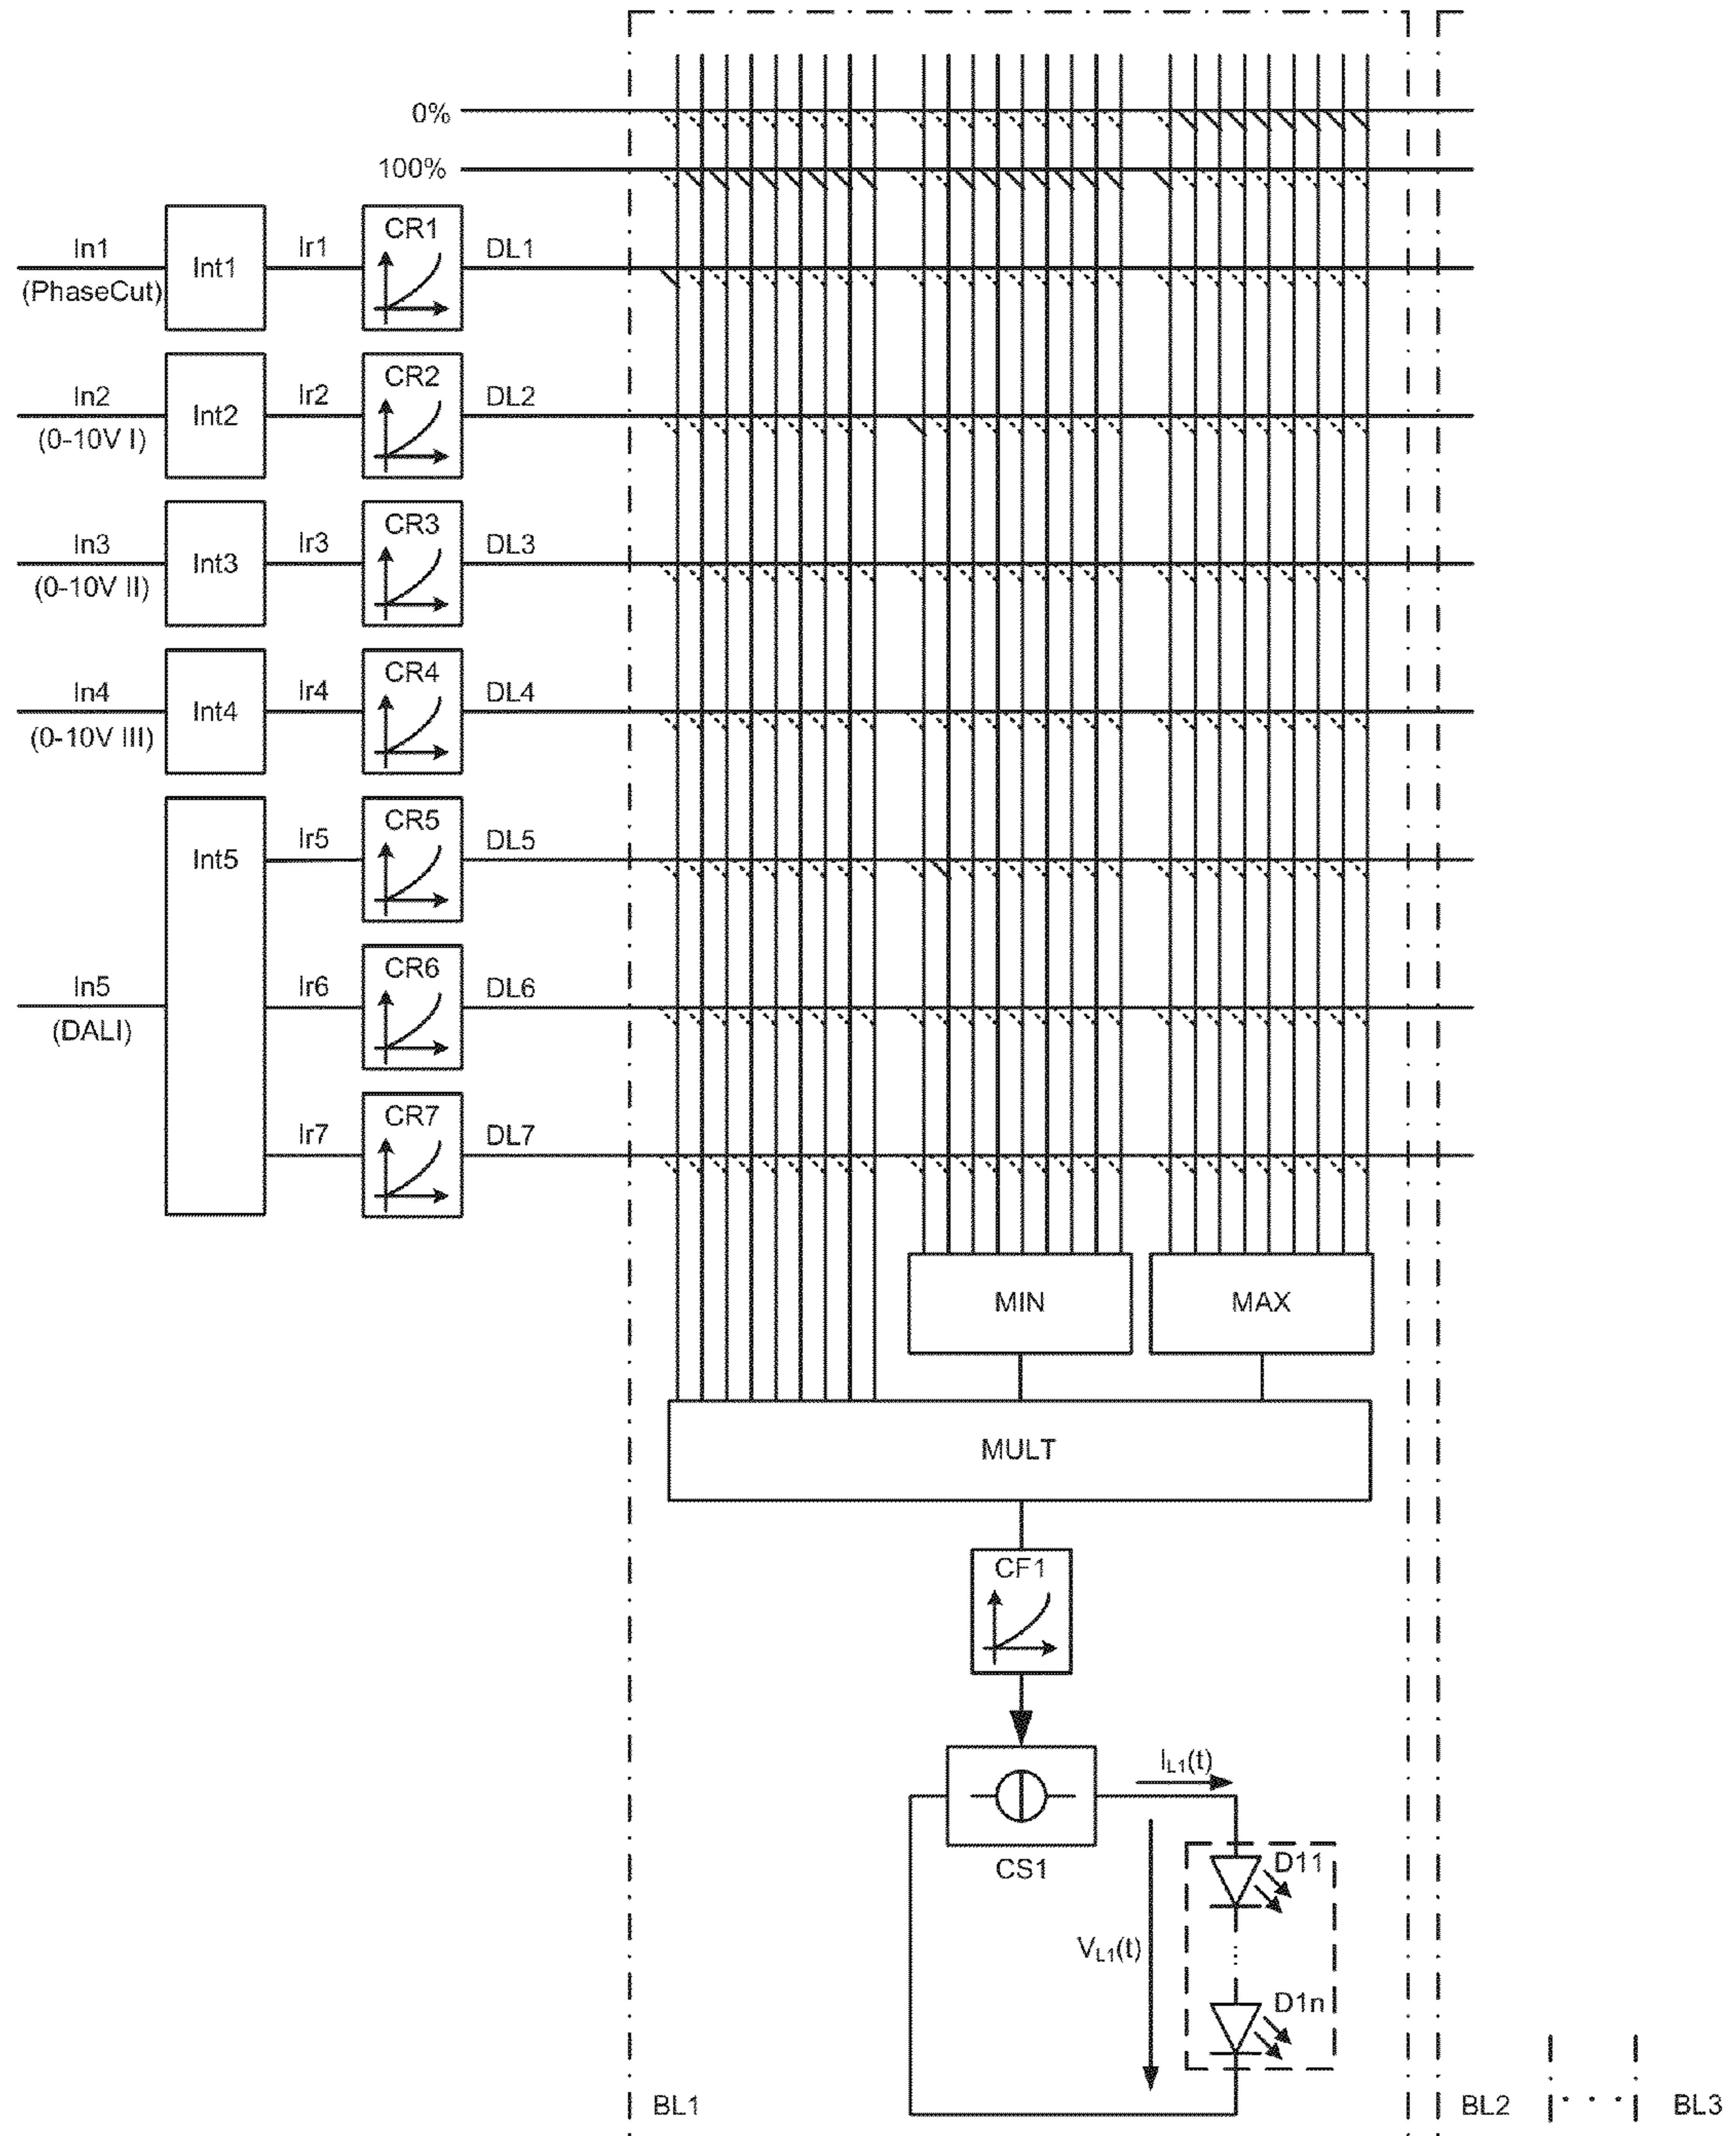 0%
100%
In1
(PhaseCut)
Int1
Ir1
CR1
DL1
In2
(0-10V I)
Int2
Ir2
CR2
DL2
In3
(0-10V II)
Int3
Ir3
CR3
DL3
In4
(0-10V III)
Int4
Ir4
CR4
DL4
Int5
Ir5
CR5
DL5
In5
(DALI)
Ir6
CR6
DL6
Ir7
CR7
DL7
MIN
MAX
MULT
CF1
IL1(t)
CS1
D11
VL1(t)
D1n
BL1
BL2
BL3